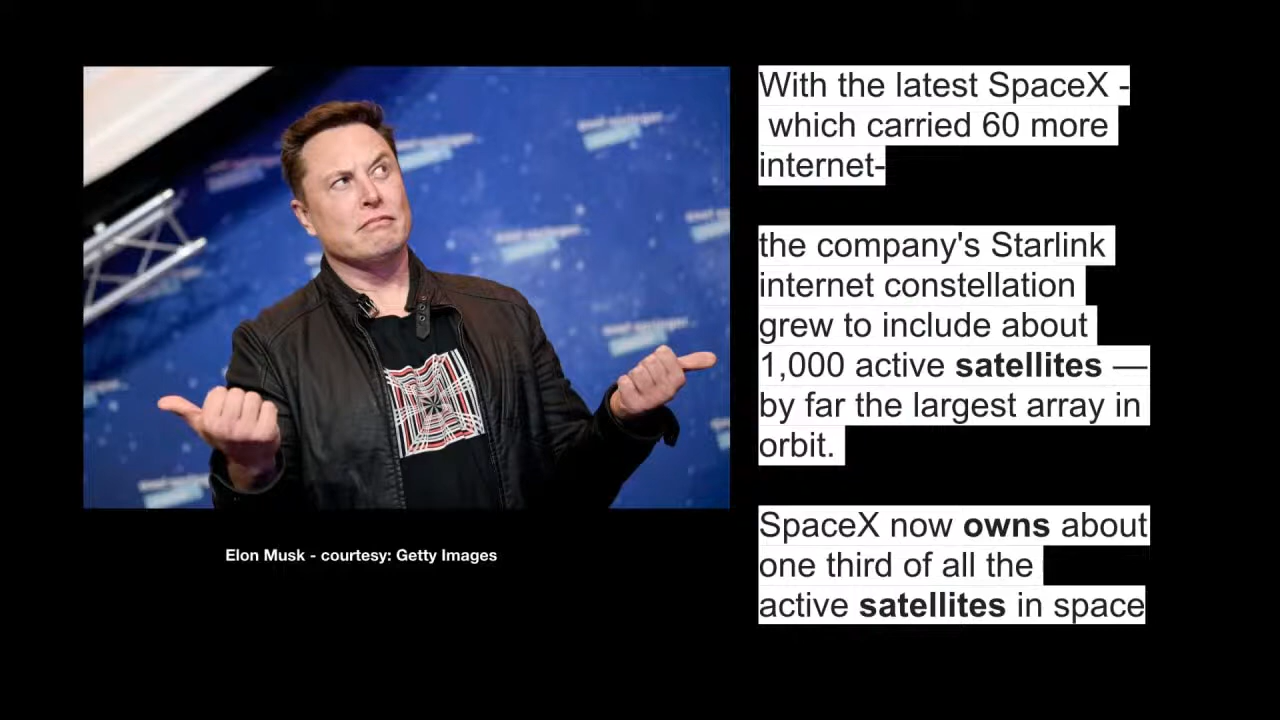 With the latest SpaceX -
which carried 60 more
internet-
the company's Starlink
internet constellation
grew to include about
1,000 active satellites —
by far the largest array in
orbit.
SpaceX now owns about
one third of all the
active satellites in space
Elon Musk - courtesy: Getty Images